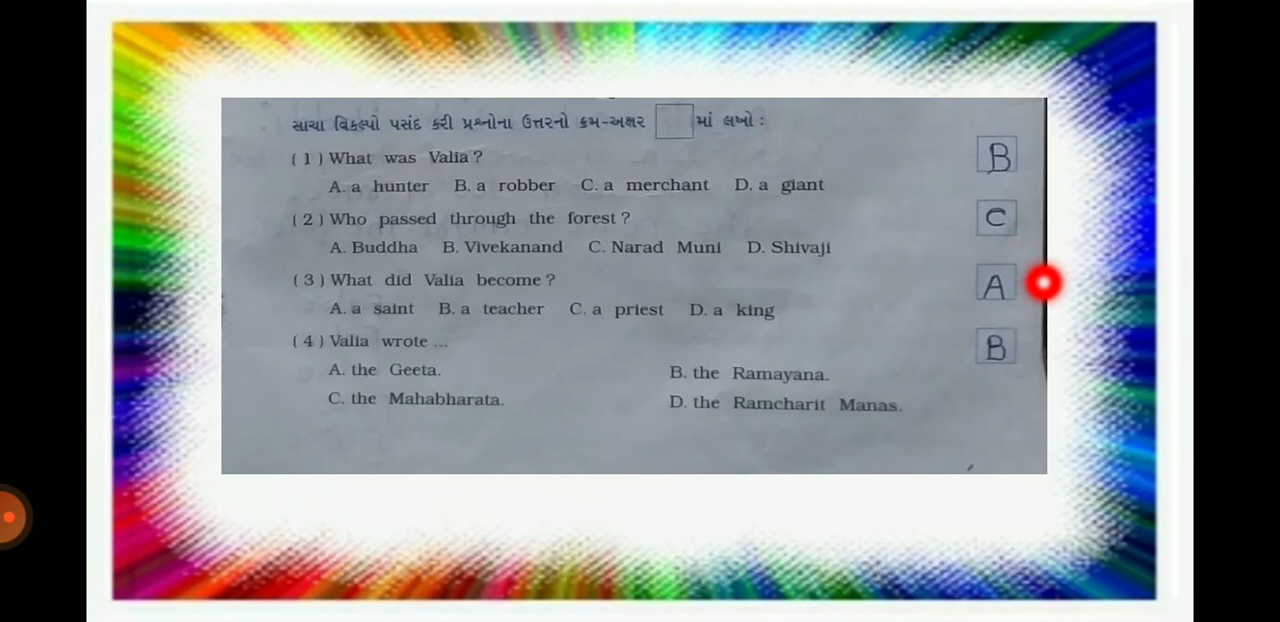 સાચા વિકલ્પો પસંદ કરી પ્રશ્નોના ઉત્તરનો ક્રમ-અક્ષર માં લખો :
( 1 ) What was Valia ? B
A. a hunter B. a robber C. a merchant D. a giant
( 2 ) Who passed through the forest ? C
A. Buddha B. Vivekanand C. Narad Muni D. Shivaji
( 3 ) What did Valia become ? A
A. a saint B. a teacher C. a priest D. a king
( 4 ) Valia wrote ... B
A. the Geeta. B. the Ramayana.
C. the Mahabharata. D. the Ramcharit Manas.